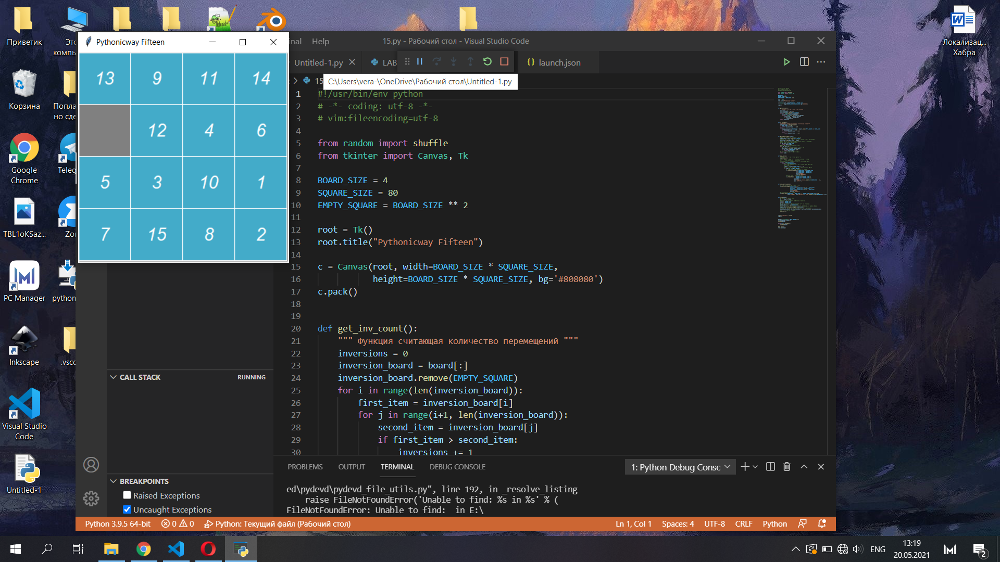 Приветик
Это
компь
Корзина
Попла
но сде
Google
Chrome
Teleg
TBL1oKSaz...
Zoo
PC Manager
python
Inkscape
.vsco
Visual Studio
Code
Untitled-1
Локализац...
Хабра
Pythonicway Fifteen
13 9 11 14
12 4 6
5 3 10 1
7 15 8 2
inal Help
15.py - Рабочий стол - Visual Studio Code
Untitled-1.py
LAB
launch.json
15
C:\Users\vera-\OneDrive\Рабочий стол\Untitled-1.py
1 #!/usr/bin/env python
2 # -*- coding: utf-8 -*-
3 # vim:fileencoding=utf-8
4
5 from random import shuffle
6 from tkinter import Canvas, Tk
7
8 BOARD_SIZE = 4
9 SQUARE_SIZE = 80
10 EMPTY_SQUARE = BOARD_SIZE ** 2
11
12 root = Tk()
13 root.title("Pythonicway Fifteen")
14
15 c = Canvas(root, width=BOARD_SIZE * SQUARE_SIZE,
16 height=BOARD_SIZE * SQUARE_SIZE, bg='#808080')
17 c.pack()
18
19
20 def get_inv_count():
21 """ Функция считающая количество перемещений """
22 inversions = 0
23 inversion_board = board[:]
24 inversion_board.remove(EMPTY_SQUARE)
25 for i in range(len(inversion_board)):
26 first_item = inversion_board[i]
27 for j in range(i+1, len(inversion_board)):
28 second_item = inversion_board[j]
29 if first_item > second_item:
30 inversions += 1
CALL STACK RUNNING
BREAKPOINTS
Raised Exceptions
Uncaught Exceptions
PROBLEMS OUTPUT TERMINAL DEBUG CONSOLE
1: Python Debug Consc
ed\pydevd\pydevd_file_utils.py", line 192, in _resolve_listing
raise FileNotFoundError('Unable to find: %s in %s' % (
FileNotFoundError: Unable to find:  in E:\
Python 3.9.5 64-bit 0 0 Python: Текущий файл (Рабочий стол)
Ln 1, Col 1 Spaces: 4 UTF-8 CRLF Python
ENG
13:19
20.05.2021
2